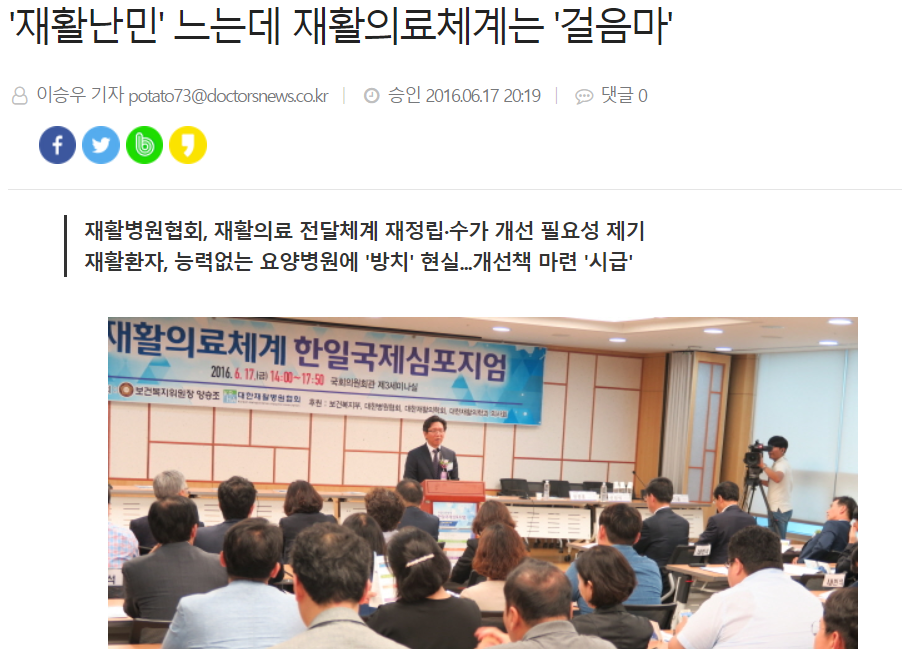 '재활난민' 느는데 재활의료체계는 '걸음마'
이승우 기자 potato73@doctorsnews.co.kr
승인 2016.06.17 20:19
댓글 0
재활병원협회, 재활의료 전달체계 재정립·수가 개선 필요성 제기
재활환자, 능력없는 요양병원에 '방치' 현실...개선책 마련 '시급'
재활의료체계 한일국제심포지엄
2016. 6. 17.(금) 14:00~17:50 국회의원회관 제3세미나실
보건복지위원장 양승조 대한재활병원협회 후원 : 보건복지부, 대한병원협회, 대한재활의학회,